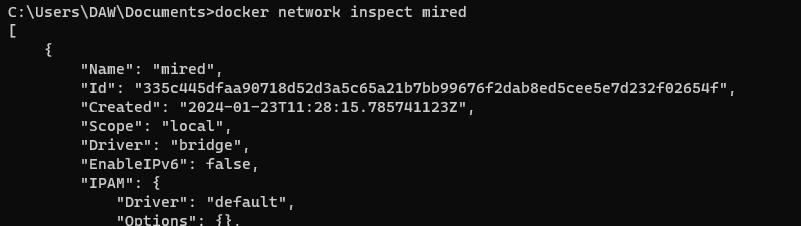 C:\Users\DAW\Documents>docker network inspect mired
[
    {
        "Name": "mired",
        "Id": "335c445dfaa90718d52d3a5c65a21b7bb99676f2dab8ed5cee5e7d232f02654f",
        "Created": "2024-01-23T11:28:15.785741123Z",
        "Scope": "local",
        "Driver": "bridge",
        "EnableIPv6": false,
        "IPAM": {
            "Driver": "default",
            "Options": {},